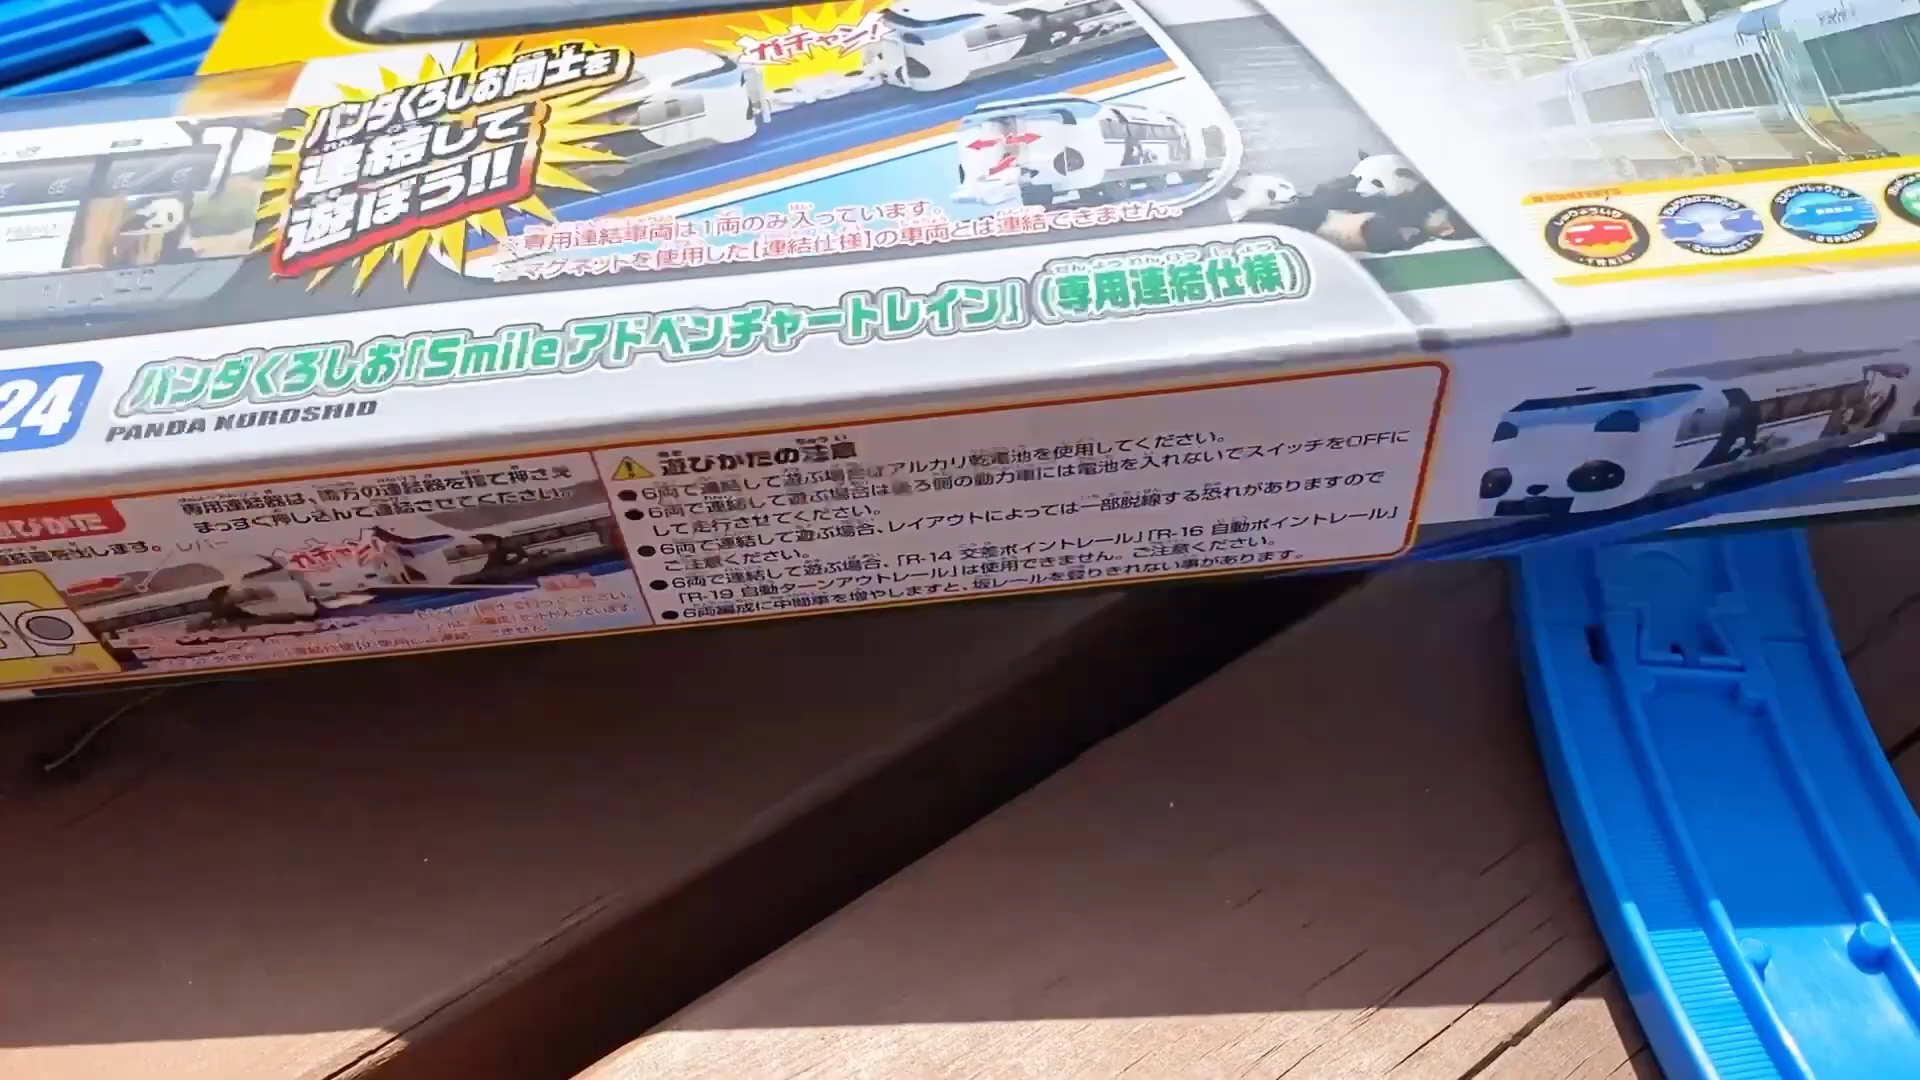 パンダくろしお同士を
連結して
遊ぼう!!
ガチャン!
※専用連結車両は1両のみ入っています。
※マグネットを使用した【連結仕様】の車両とは連結できません。
24
パンダくろしお「Smileアドベンチャートレイン」(専用連結仕様)
PANDA KUROSHIO
専用連結器は、両方の連結器を指で押さえ
まっすぐ押し込んで連結させてください。
レバー
ガチャン!
遊びかたの注意
●6両で連結して遊ぶ場合はアルカリ乾電池を使用してください。
●6両で連結して遊ぶ場合は後ろ側の動力車には電池を入れないでスイッチをOFFに
して走行させてください。
●6両で連結して遊ぶ場合、レイアウトによっては一部脱線する恐れがありますので
ご注意ください。
●6両で連結して遊ぶ場合、「R-14 交差ポイントレール」「R-16 自動ポイントレール」
「R-19 自動ターンアウトレール」は使用できません。ご注意ください。
●6両編成に中間車を増やしますと、坂レールを登りきれない事があります。